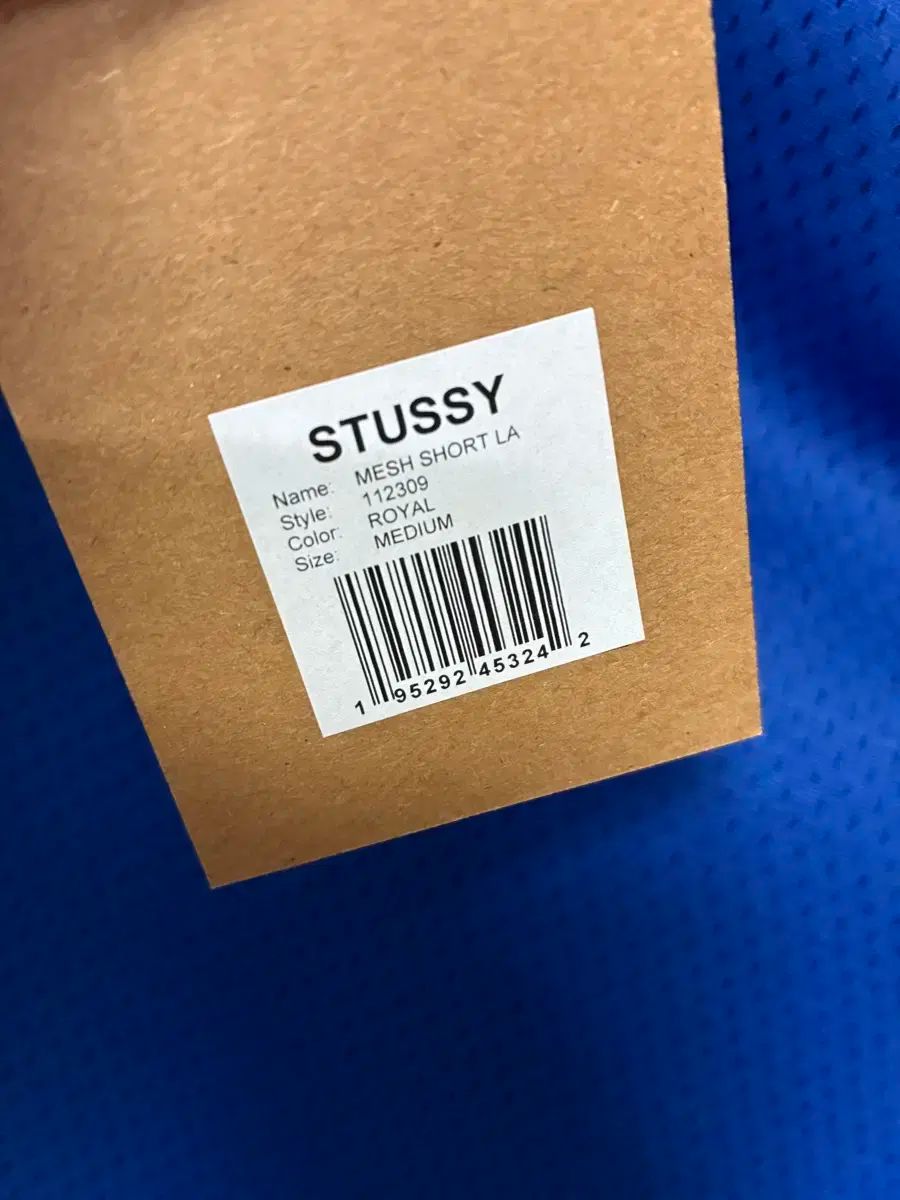 STUSSY
Name: MESH SHORT LA
Style: 112309
Color: ROYAL
Size: MEDIUM
1 95292 45324 2